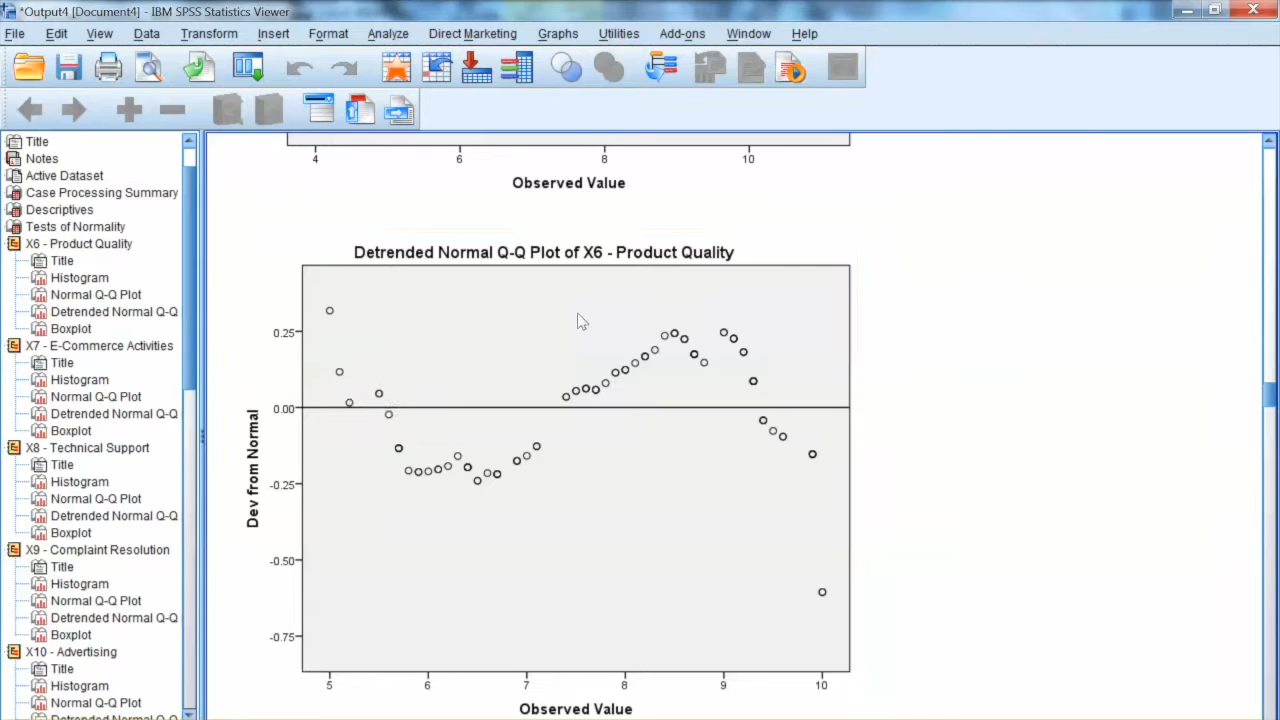 *Output4 [Document4] - IBM SPSS Statistics Viewer
File Edit View Data Transform Insert Format Analyze Direct Marketing Graphs Utilities Add-ons Window Help
Title
Notes
Active Dataset
Case Processing Summary
Descriptives
Tests of Normality
X6 - Product Quality
Title
Histogram
Normal Q-Q Plot
Detrended Normal Q-Q
Boxplot
X7 - E-Commerce Activities
Title
Histogram
Normal Q-Q Plot
Detrended Normal Q-Q
Boxplot
X8 - Technical Support
Title
Histogram
Normal Q-Q Plot
Detrended Normal Q-Q
Boxplot
X9 - Complaint Resolution
Title
Histogram
Normal Q-Q Plot
Detrended Normal Q-Q
Boxplot
X10 - Advertising
Title
Histogram
Normal Q-Q Plot
Detrended Normal Q-Q
4 6 8 10
Observed Value
Detrended Normal Q-Q Plot of X6 - Product Quality
0.25
0.00
-0.25
-0.50
-0.75
Dev from Normal
5 6 7 8 9 10
Observed Value